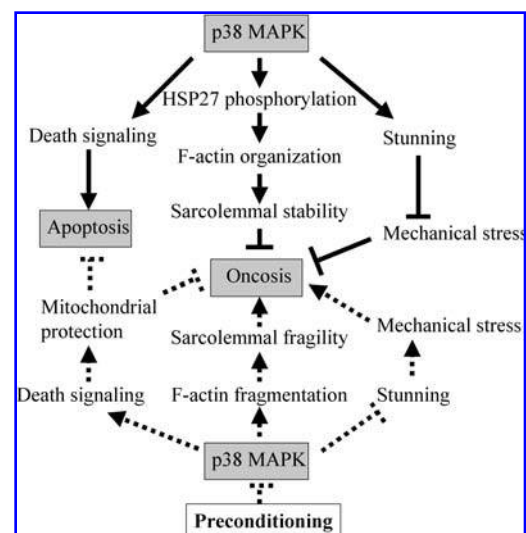 p38 MAPK
HSP27 phosphorylation
Death signaling
Stunning
F-actin organization
Sarcolemmal stability
Apoptosis
Mechanical stress
Oncosis
Mitochondrial
protection
Mechanical stress
Sarcolemmal fragility
Death signaling
F-actin fragmentation
Stunning
p38 MAPK
Preconditioning